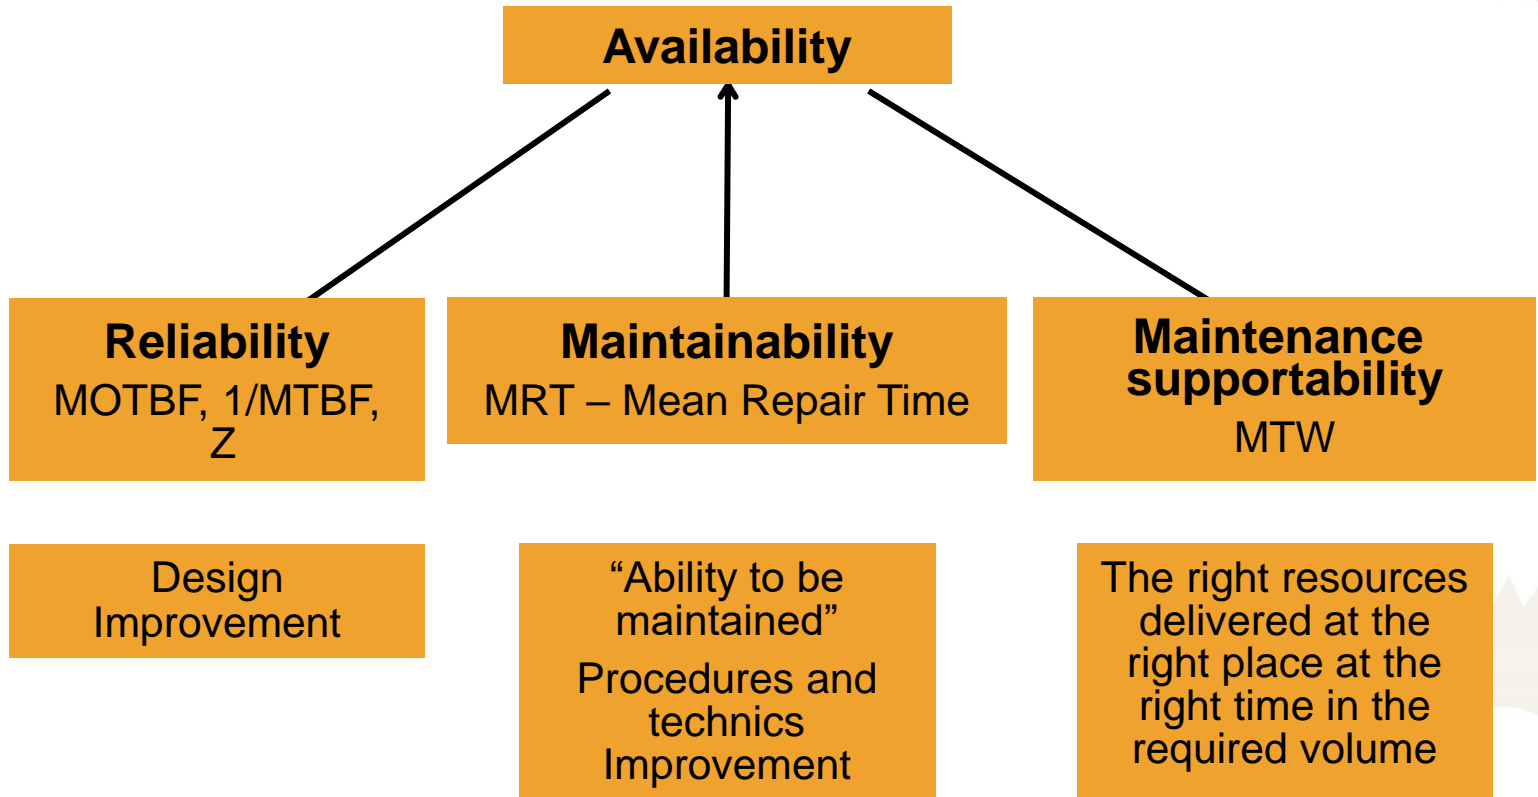 Availability
Reliability
MOTBF, 1/MTBF,
Z
Maintainability
MRT – Mean Repair Time
Maintenance
supportability
MTW
Design
Improvement
“Ability to be
maintained”
Procedures and
technics
Improvement
The right resources
delivered at the
right place at the
right time in the
required volume